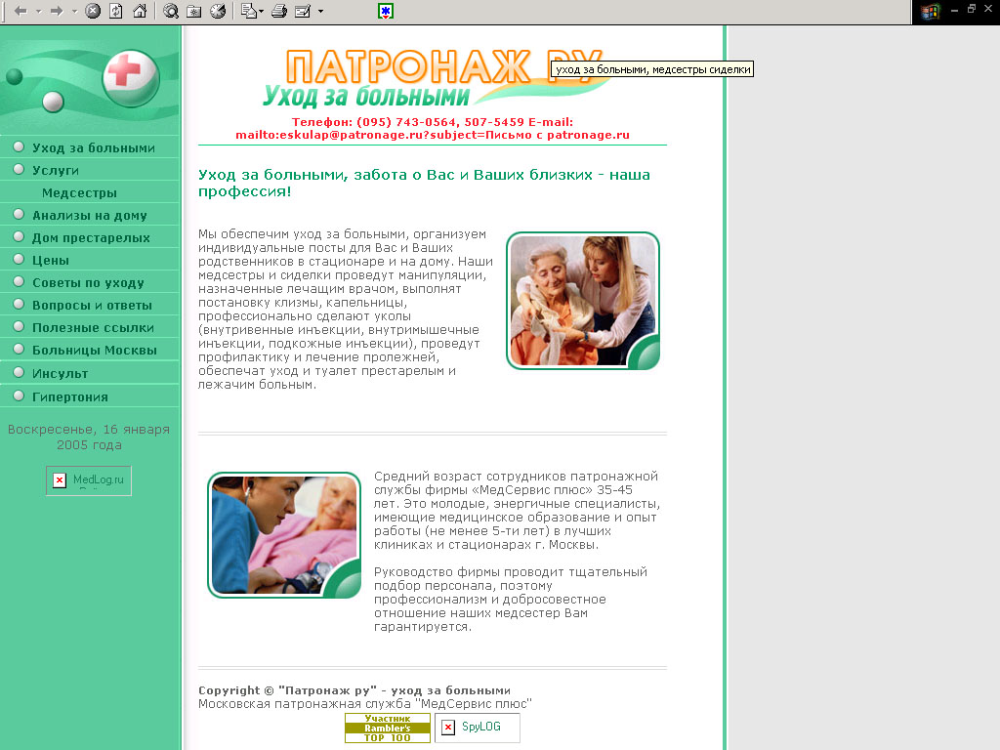 ПАТРОНАЖ РУ
уход за больными, медсестры сиделки
Уход за больными
Телефон: (095) 743-0564, 507-5459 E-mail:
mailto:eskulap@patronage.ru?subject=Письмо с patronage.ru
Уход за больными
Услуги
Медсестры
Анализы на дому
Дом престарелых
Цены
Советы по уходу
Вопросы и ответы
Полезные ссылки
Больницы Москвы
Инсульт
Гипертония
Воскресенье, 16 января
2005 года
MedLog.ru
Уход за больными, забота о Вас и Ваших близких - наша
профессия!
Мы обеспечим уход за больными, организуем
индивидуальные посты для Вас и Ваших
родственников в стационаре и на дому. Наши
медсестры и сиделки проведут манипуляции,
назначенные лечащим врачом, выполнят
постановку клизмы, капельницы,
профессионально сделают уколы
(внутривенные инъекции, внутримышечные
инъекции, подкожные инъекции), проведут
профилактику и лечение пролежней,
обеспечат уход и туалет престарелым и
лежачим больным.
Средний возраст сотрудников патронажной
службы фирмы «МедСервис плюс» 35-45
лет. Это молодые, энергичные специалисты,
имеющие медицинское образование и опыт
работы (не менее 5-ти лет) в лучших
клиниках и стационарах г. Москвы.
Руководство фирмы проводит тщательный
подбор персонала, поэтому
профессионализм и добросовестное
отношение наших медсестер Вам
гарантируется.
Copyright © "Патронаж ру" - уход за больными
Московская патронажная служба "МедСервис плюс"
Участник
Rambler's
TOP 100
SpyLOG